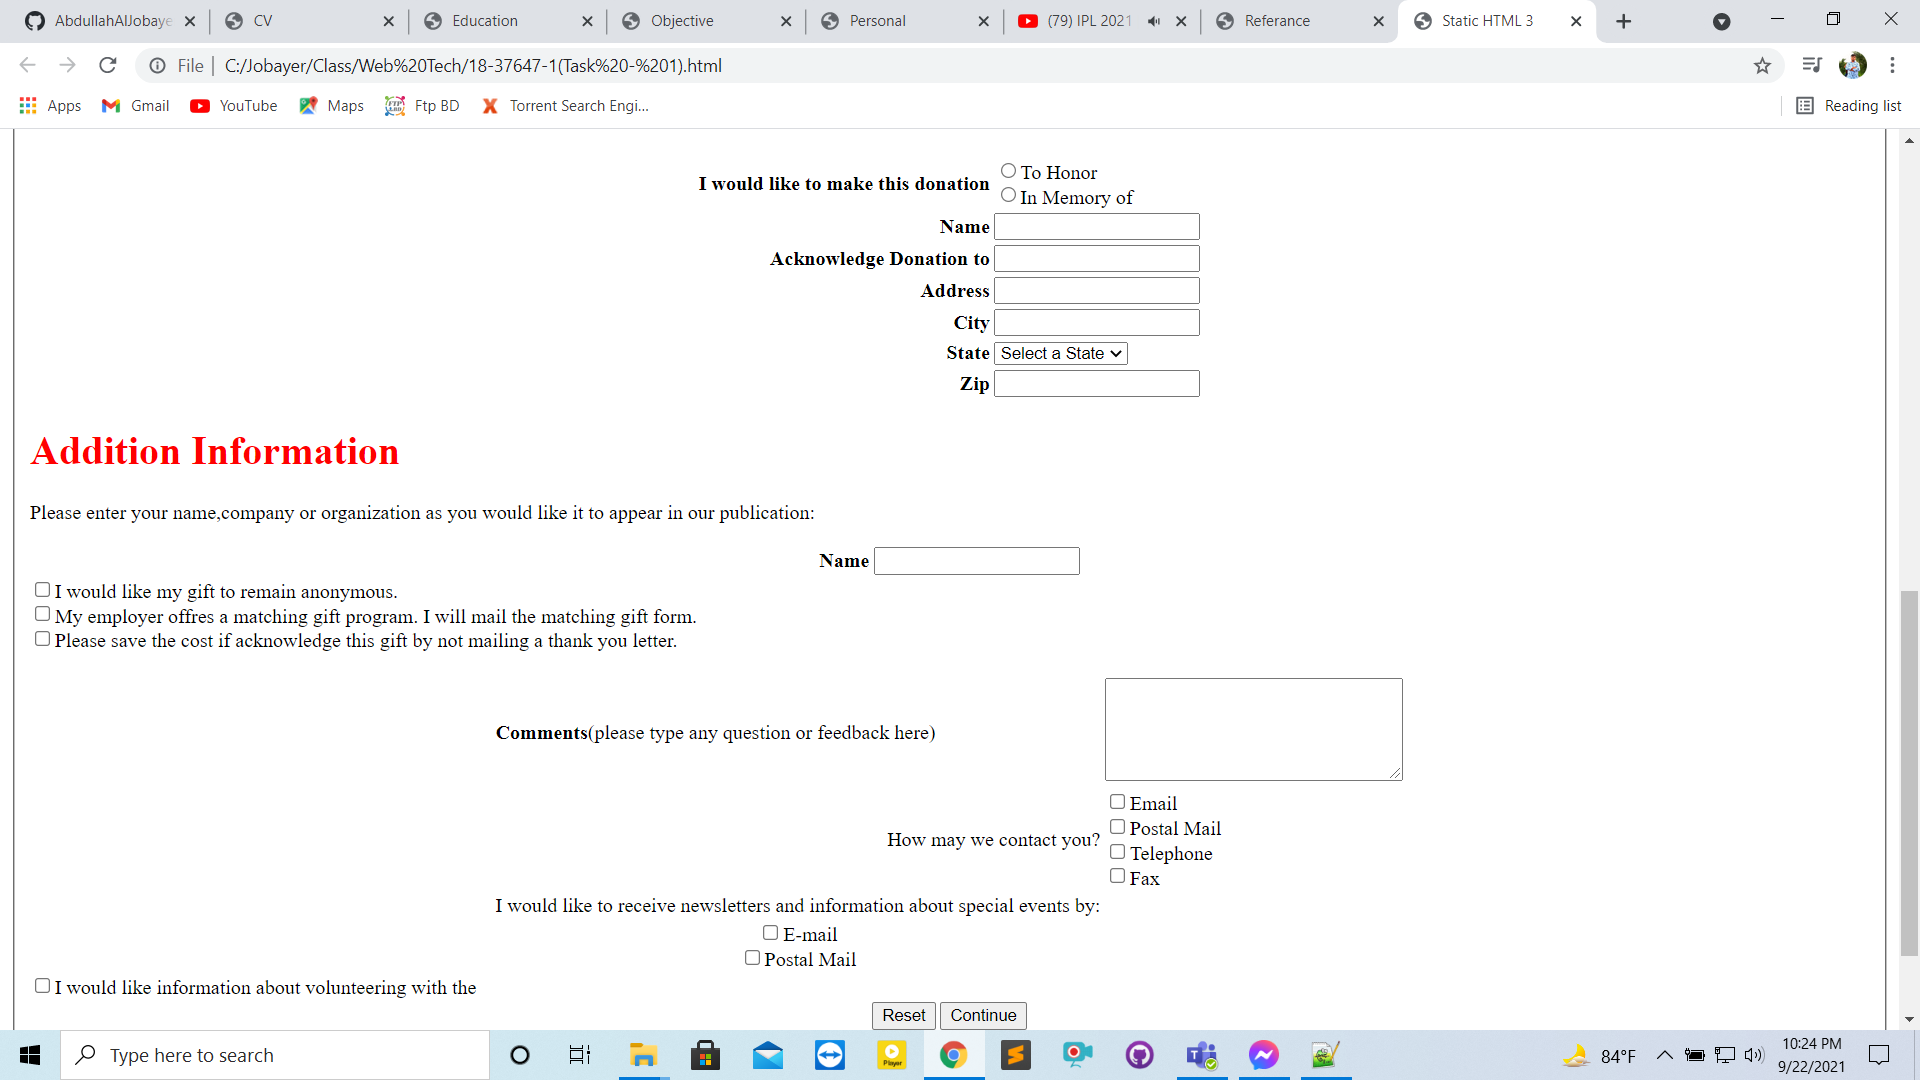 AbdullahAlJobaye
CV
Education
Objective
Personal
(79) IPL 2021
Referance
Static HTML 3
File
C:/Jobayer/Class/Web%20Tech/18-37647-1(Task%20-%201).html
Apps
Gmail
YouTube
Maps
Ftp BD
Torrent Search Engi...
Reading list
I would like to make this donation
To Honor
In Memory of
Name
Acknowledge Donation to
Address
City
State Select a State
Zip
Addition Information
Please enter your name,company or organization as you would like it to appear in our publication:
Name
I would like my gift to remain anonymous.
My employer offres a matching gift program. I will mail the matching gift form.
Please save the cost if acknowledge this gift by not mailing a thank you letter.
Comments(please type any question or feedback here)
How may we contact you?
Email
Postal Mail
Telephone
Fax
I would like to receive newsletters and information about special events by:
E-mail
Postal Mail
I would like information about volunteering with the
Reset Continue
Type here to search
Player
84°F
10:24 PM
9/22/2021